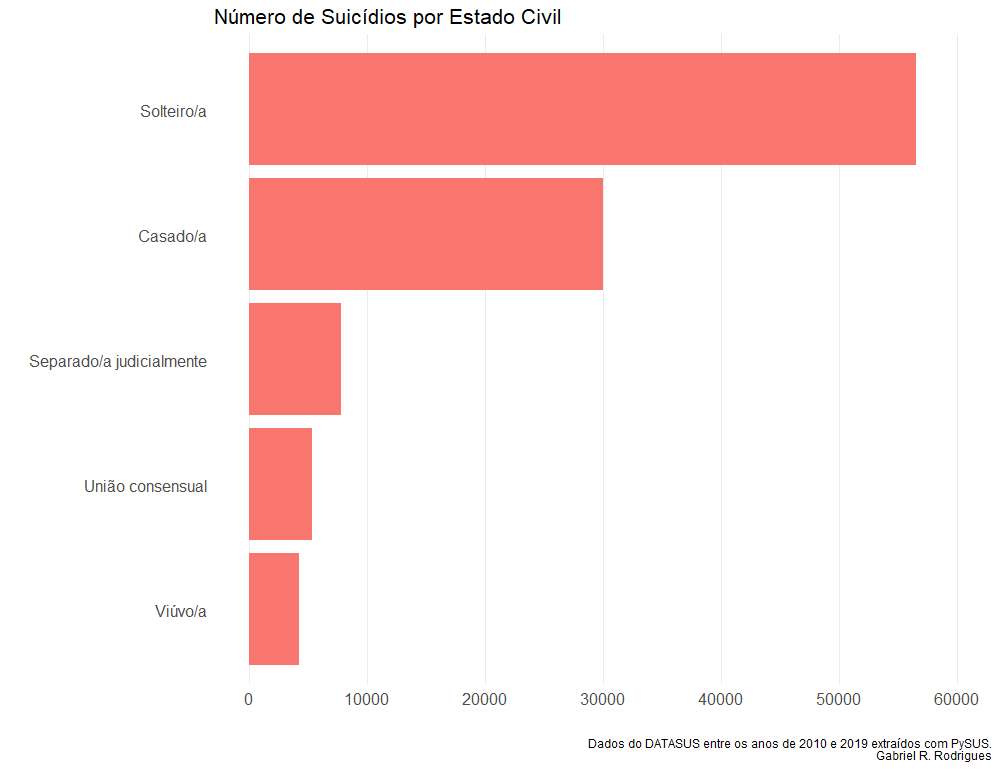 Número de Suicídios por Estado Civil
Solteiro/a
Casado/a
Separado/a judicialmente
União consensual
Viúvo/a
0 10000 20000 30000 40000 50000 60000
Dados do DATASUS entre os anos de 2010 e 2019 extraídos com PySUS.
Gabriel R. Rodrigues